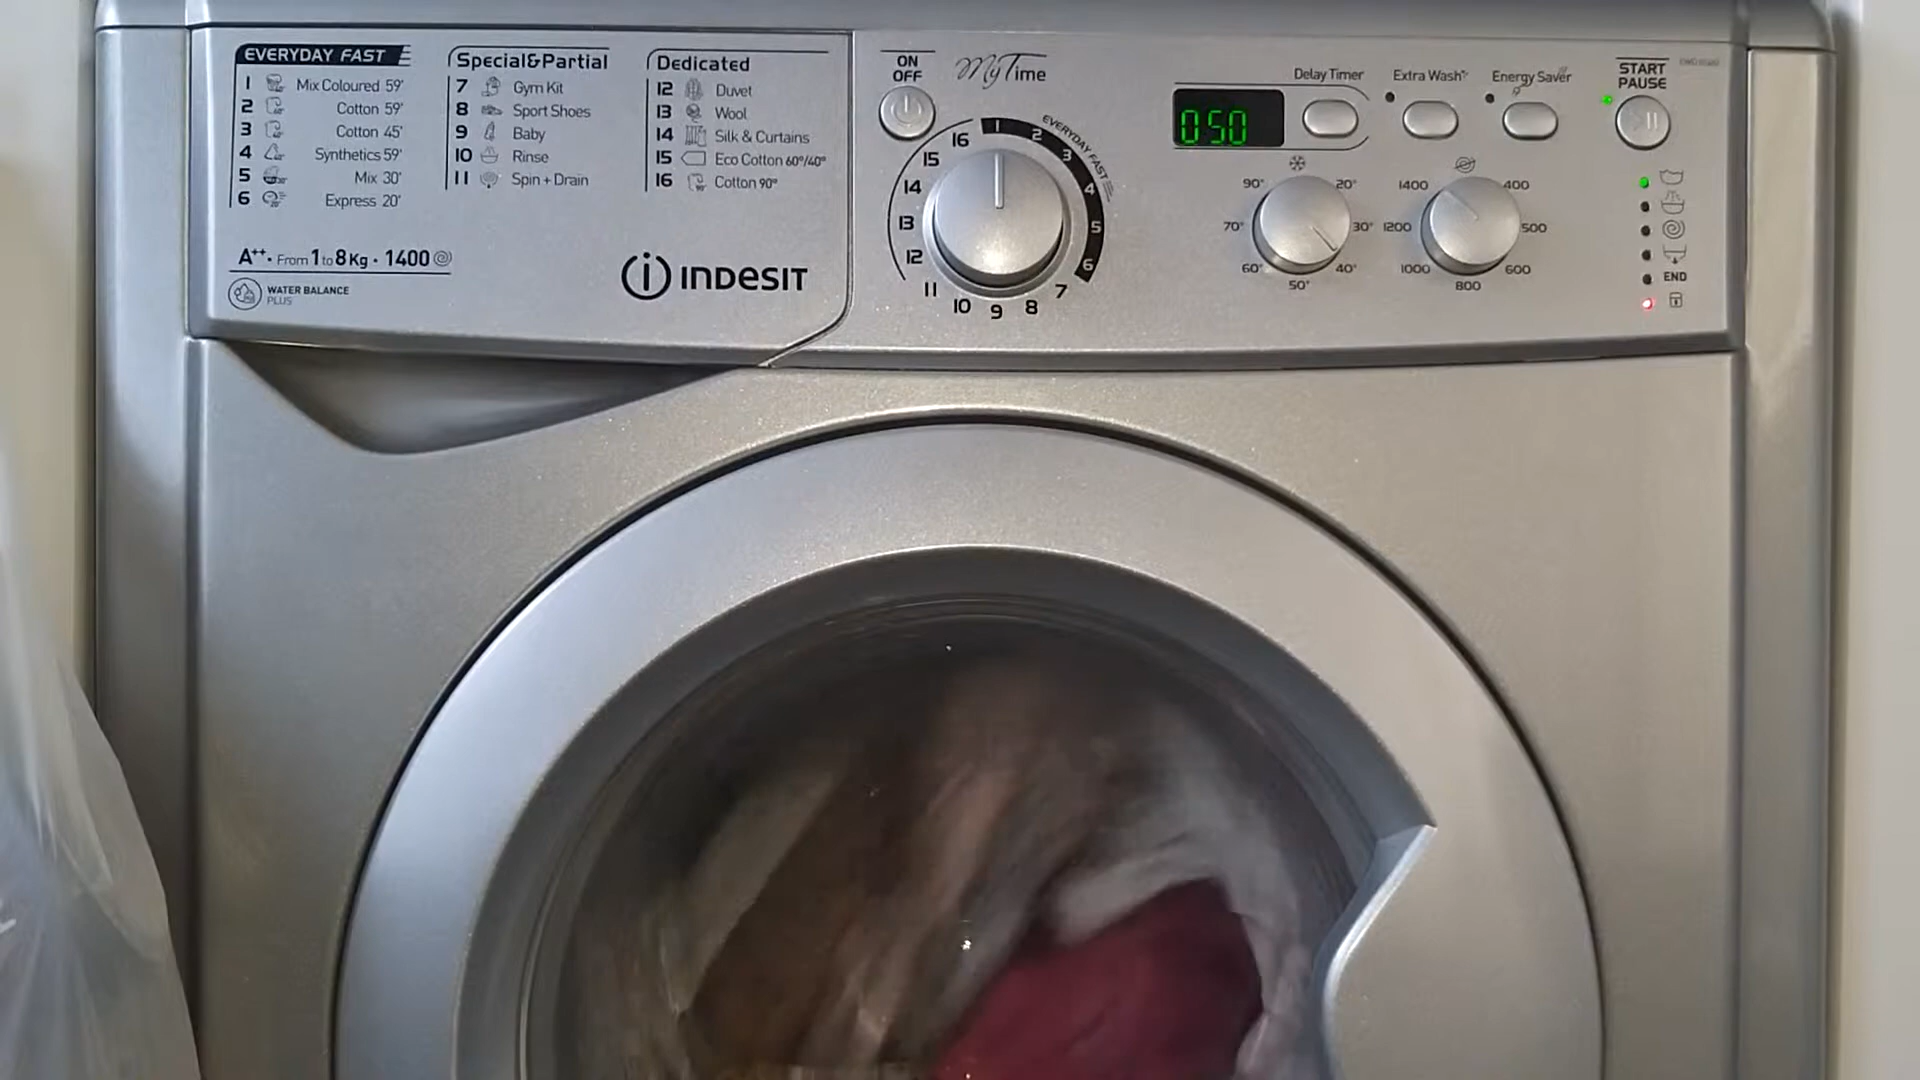 EVERYDAY FAST
1 Mix Coloured 59'
2 Cotton 59'
3 Cotton 45'
4 Synthetics 59'
5 Mix 30'
6 Express 20'
Special&Partial
7 Gym Kit
8 Sport Shoes
9 Baby
10 Rinse
11 Spin + Drain
Dedicated
12 Duvet
13 Wool
14 Silk & Curtains
15 Eco Cotton 60°/40°
16 Cotton 90°
A++ • From 1 to 8 Kg • 1400
WATER BALANCE
PLUS
INDESIT
ON
OFF
My Time
EVERYDAY FAST
1
2
3
4
5
6
7
8
9
10
11
12
13
14
15
16
Delay Timer
0:50
Extra Wash
Energy Saver
START
PAUSE
20°
30°
40°
50°
60°
70°
90°
400
500
600
800
1000
1200
1400
END